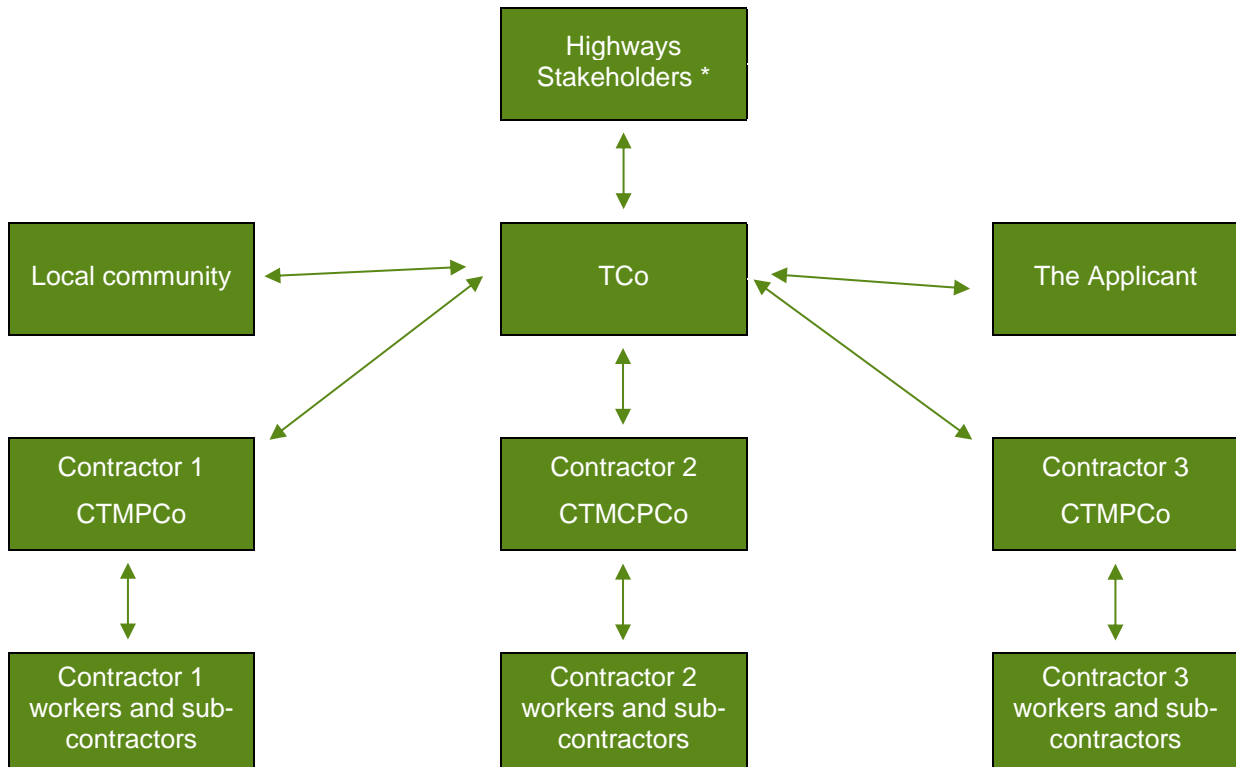 Highways
Stakeholders *
Local community
TCo
The Applicant
Contractor 1
CTMPCo
Contractor 2
CTMCPCo
Contractor 3
CTMPCo
Contractor 1
workers and sub-
contractors
Contractor 2
workers and sub-
contractors
Contractor 3
workers and sub-
contractors